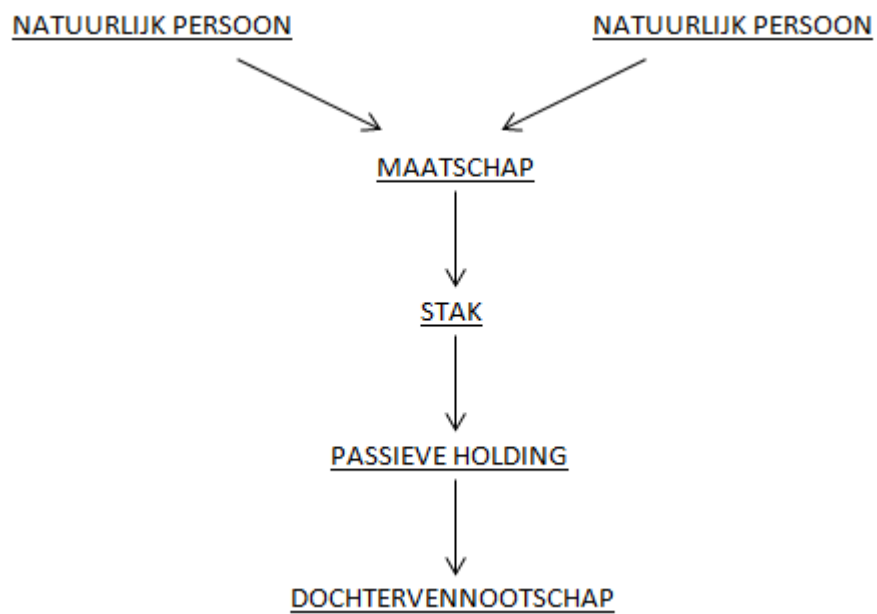 NATUURLIJK PERSOON
NATUURLIJK PERSOON
MAATSCHAP
STAK
PASSIEVE HOLDING
DOCHTERVENNOOTSCHAP